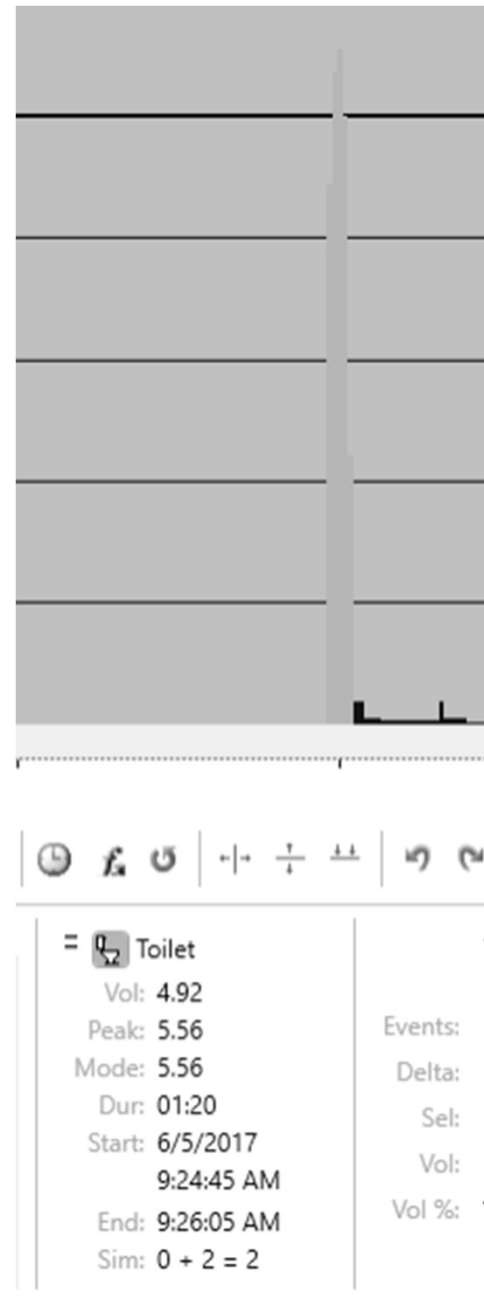 fx
= Toilet
Vol: 4.92
Peak: 5.56
Mode: 5.56
Dur: 01:20
Start: 6/5/2017
9:24:45 AM
End: 9:26:05 AM
Sim: 0 + 2 = 2
Events:
Delta:
Sel:
Vol:
Vol %: